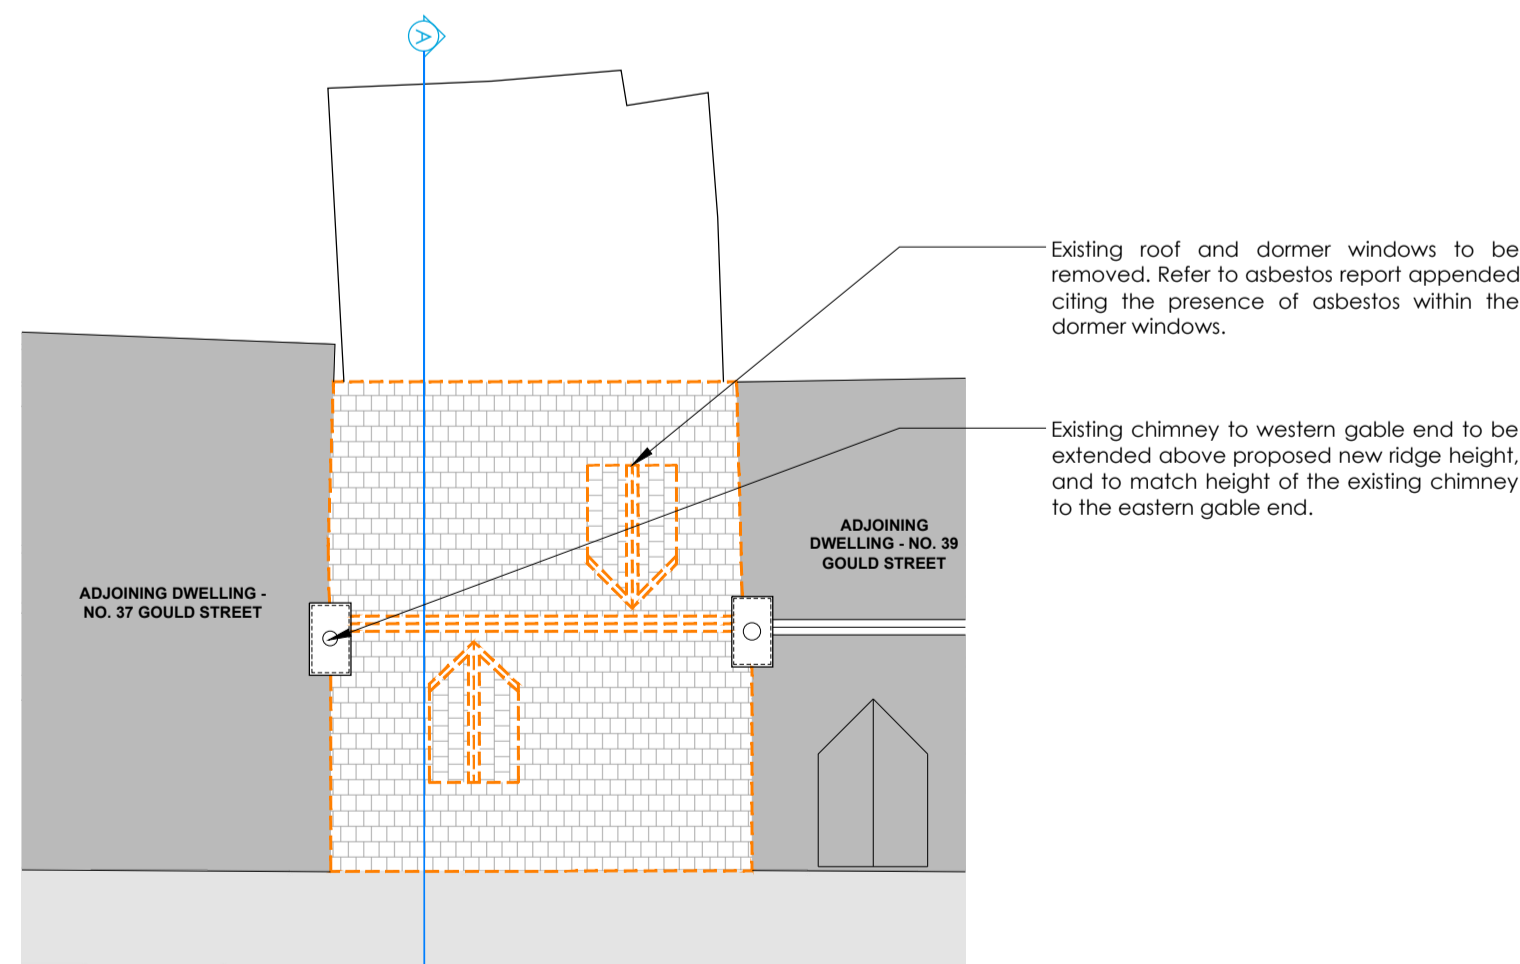 A
Existing roof and dormer windows to be
removed. Refer to asbestos report appended
citing the presence of asbestos within the
dormer windows.
Existing chimney to western gable end to be
extended above proposed new ridge height,
and to match height of the existing chimney
to the eastern gable end.
ADJOINING
DWELLING - NO. 39
GOULD STREET
ADJOINING DWELLING -
NO. 37 GOULD STREET